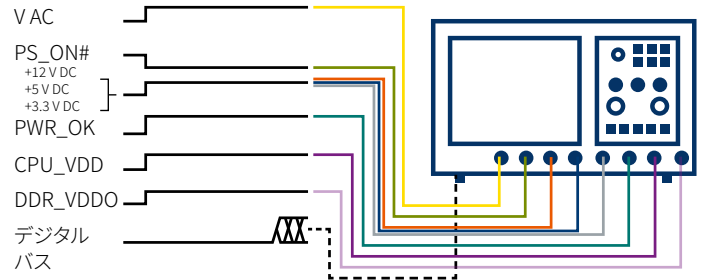 V AC
PS_ON#
+12 V DC
+5 V DC
+3.3 V DC
PWR_OK
CPU_VDD
DDR_VDDO
デジタル
バス